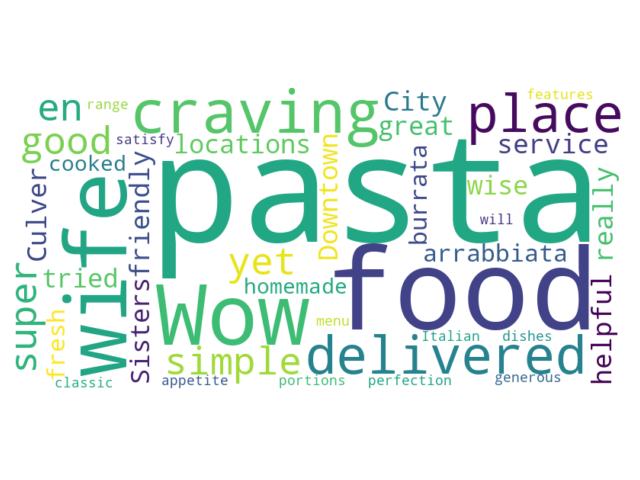 craving
City
features
place
en
range
good
satisfy
locations
great
service
cooked
pasta
wife
Culver
friendly
Downtown
burrata
wise
will
really
super
tried
yet
arrabbiata
food
homemade
Wow
Sisters
fresh
simple
menu
delivered
Italian
dishes
helpful
classic
appetite
portions
perfection
generous